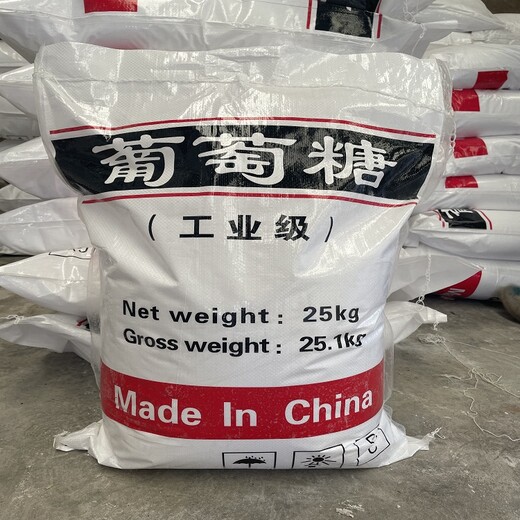 葡萄糖
（工业级）
Net weight: 25kg
Gross weight: 25.1kg
Made In China